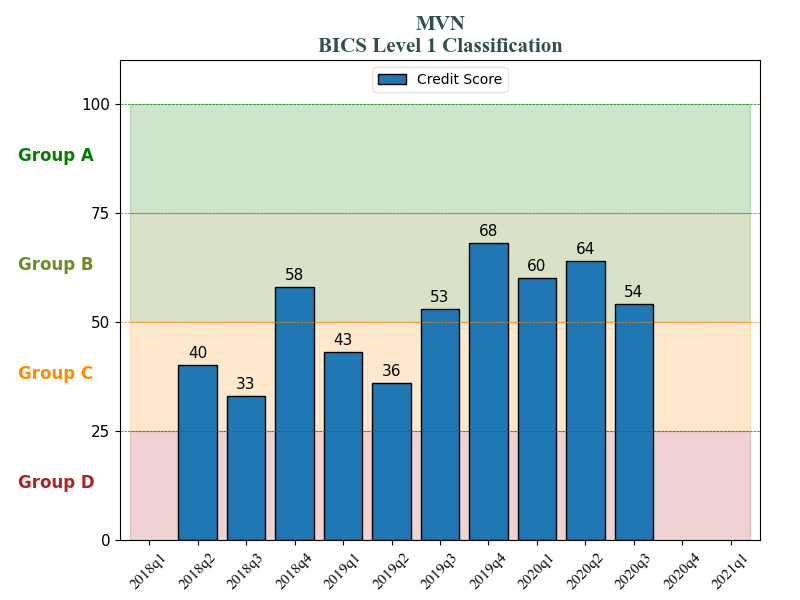 MVN
BICS Level 1 Classification
Credit Score
100
Group A
75
68
64
Group B
60
58
53
54
50
43
40
Group C
36
33
25
Group D
0
2018q1 2018q2 2018q3 2018q4 2019q1 2019q2 2019q3 2019q4 2020q1 2020q2 2020q3 2020q4 2021q1